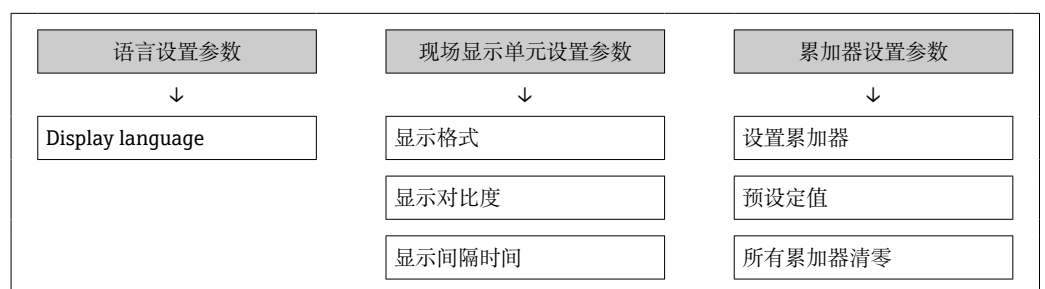 语言设置参数
现场显示单元设置参数
累加器设置参数
↓
↓
↓
Display language
显示格式
设置累加器
显示对比度
预设定值
显示间隔时间
所有累加器清零